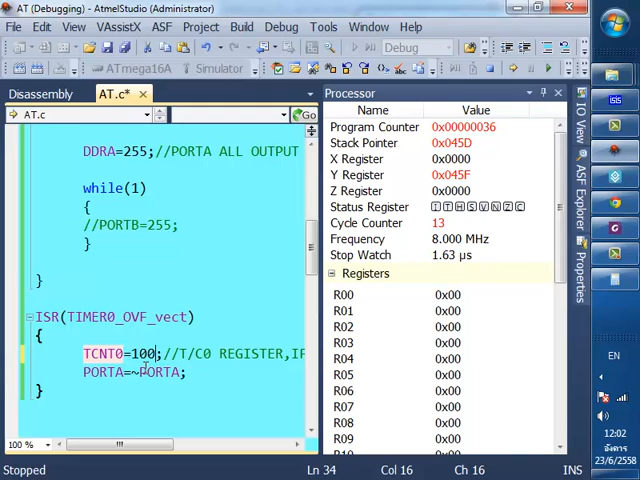 AT (Debugging) - AtmelStudio (Administrator)
File Edit View VAssistX ASF Project Build Debug Tools Window Help
Debug
ATmega16A Simulator
Disassembly AT.c*
AT.c Go
DDRA=255;//PORTA ALL OUTPUT
while(1)
{
//PORTB=255;
}
}
ISR(TIMER0_OVF_vect)
{
TCNT0=100;//T/C0 REGISTER,IF
PORTA=~PORTA;
}
100 %
Processor
Name Value
Program Counter 0x00000036
Stack Pointer 0x045D
X Register 0x0000
Y Register 0x045F
Z Register 0x0000
Status Register I T H S V N Z C
Cycle Counter 13
Frequency 8.000 MHz
Stop Watch 1.63 µs
Registers
R00 0x00
R01 0x00
R02 0x00
R03 0x00
R04 0x00
R05 0x00
R06 0x00
R07 0x00
R08 0x00
R09 0x00
R10 0x00
IO View
ASF Explorer
Properties
Stopped Ln 34 Col 16 Ch 16 INS
isis
EN
12:02
อังคาร
23/6/2558